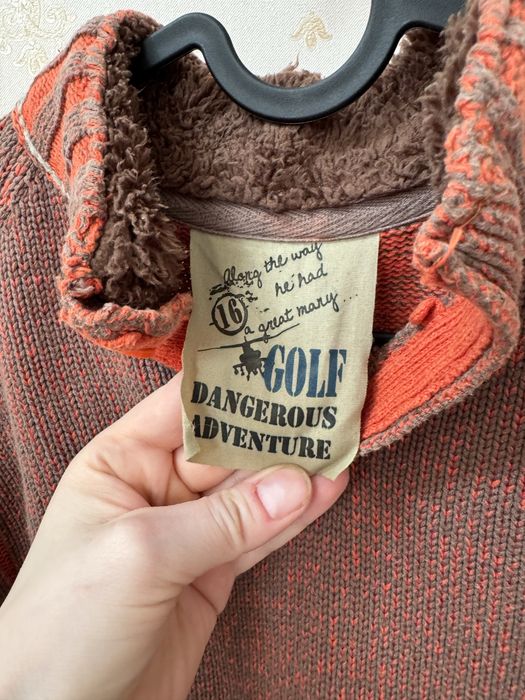 Along the way
he had
16
a great many...
GOLF
DANGEROUS
ADVENTURE